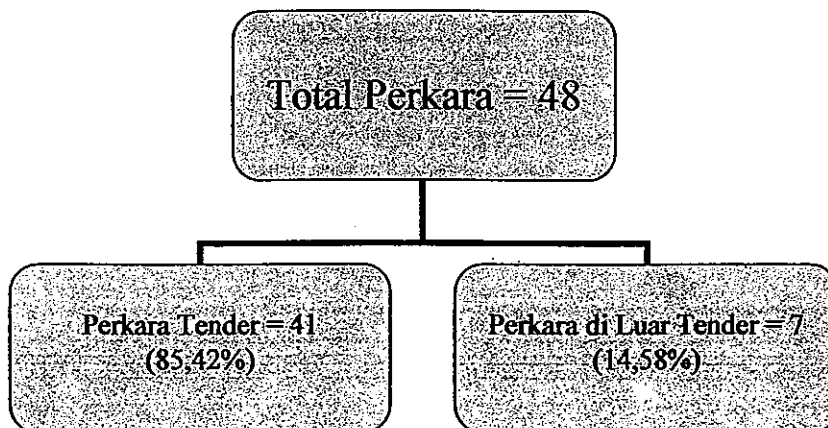 Total Perkara = 48
Perkara Tender = 41
(85,42%)
Perkara di Luar Tender = 7
(14,58%)